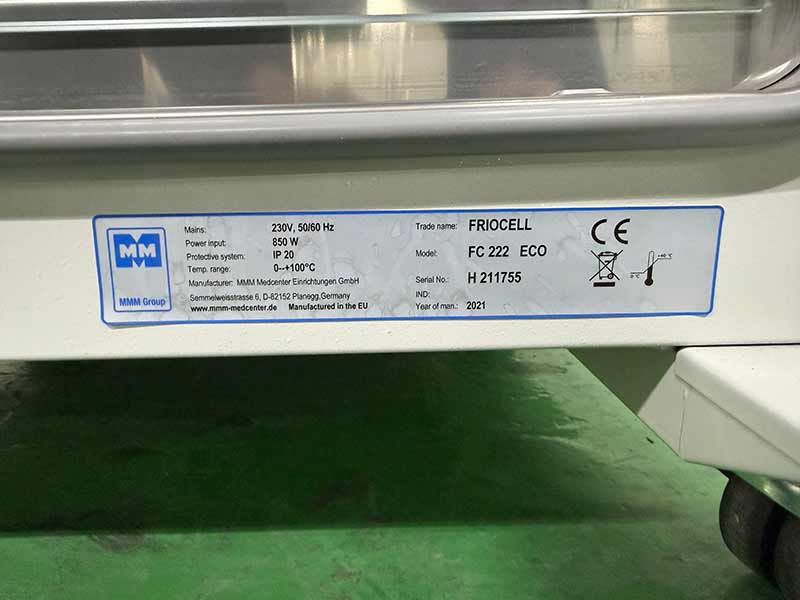 MM
MMM Group
Mains: 230V, 50/60 Hz
Power input: 850 W
Protective system: IP 20
Temp. range: 0--+100°C
Manufacturer: MMM Medcenter Einrichtungen GmbH
Semmelweisstrasse 6, D-82152 Planegg,Germany
www.mmm-medcenter.de Manufactured in the EU
Trade name: FRIOCELL
Model: FC 222 ECO
Serial No.: H 211755
IND:
Year of man.: 2021
CE